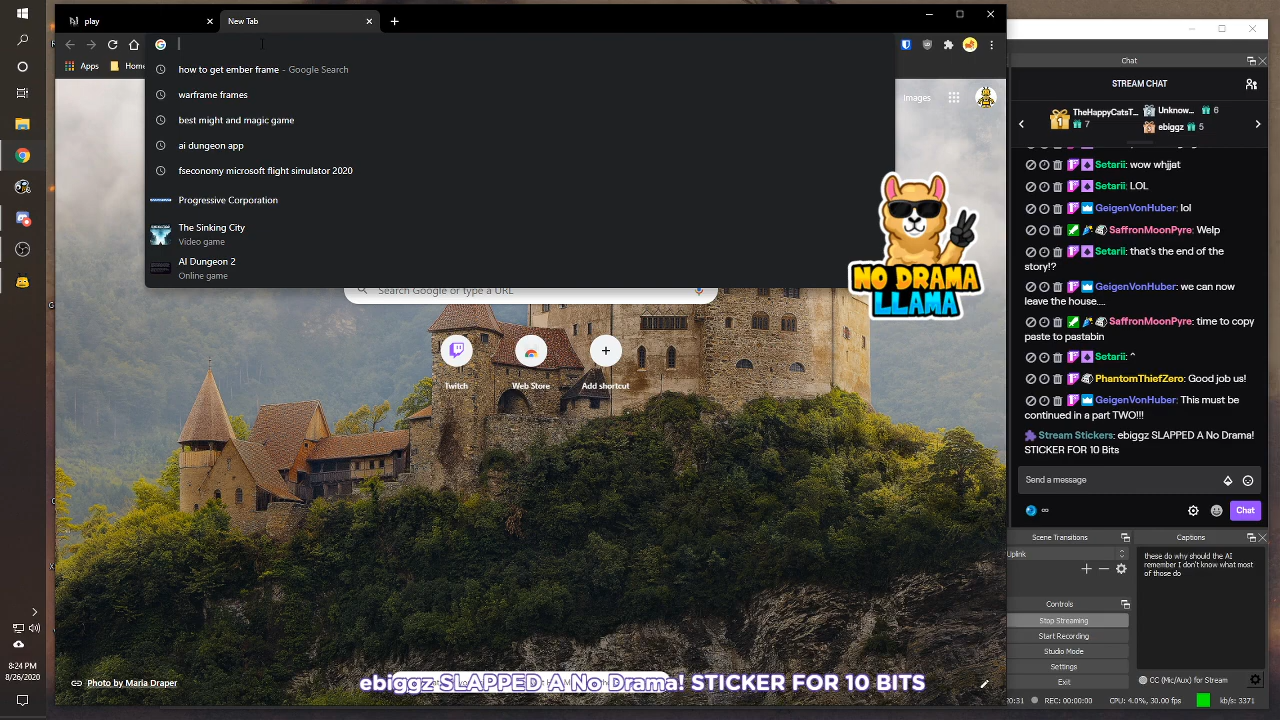 play
New Tab
how to get ember frame - Google Search
warframe frames
best might and magic game
ai dungeon app
fseconomy microsoft flight simulator 2020
Progressive Corporation
The Sinking City
Video game
AI Dungeon 2
Online game
Apps
Home
Images
Search Google or type a URL
Twitch
Web Store
Add shortcut
NO DRAMA
LLAMA
Photo by Maria Draper
ebiggz SLAPPED A No Drama! STICKER FOR 10 BITS
8:24 PM
8/26/2020
Chat
STREAM CHAT
TheHappyCatsT...
7
Unknow...
6
ebiggz
5
Setarii: wow whjjat
Setarii: LOL
GeigenVonHuber: lol
SaffronMoonPyre: Welp
Setarii: that's the end of the
story!?
GeigenVonHuber: we can now
leave the house....
SaffronMoonPyre: time to copy
paste to pastabin
Setarii: ^
PhantomThiefZero: Good job us!
GeigenVonHuber: This must be
continued in a part TWO!!!
Stream Stickers: ebiggz SLAPPED A No Drama!
STICKER FOR 10 Bits
Send a message
∞
Chat
Scene Transitions
Uplink
Controls
Stop Streaming
Start Recording
Studio Mode
Settings
Exit
Captions
these do why should the AI
remember I don't know what most
of those do
CC (Mic/Aux) for Stream
20:31
REC: 00:00:00
CPU: 4.0%, 30.00 fps
kb/s: 3371